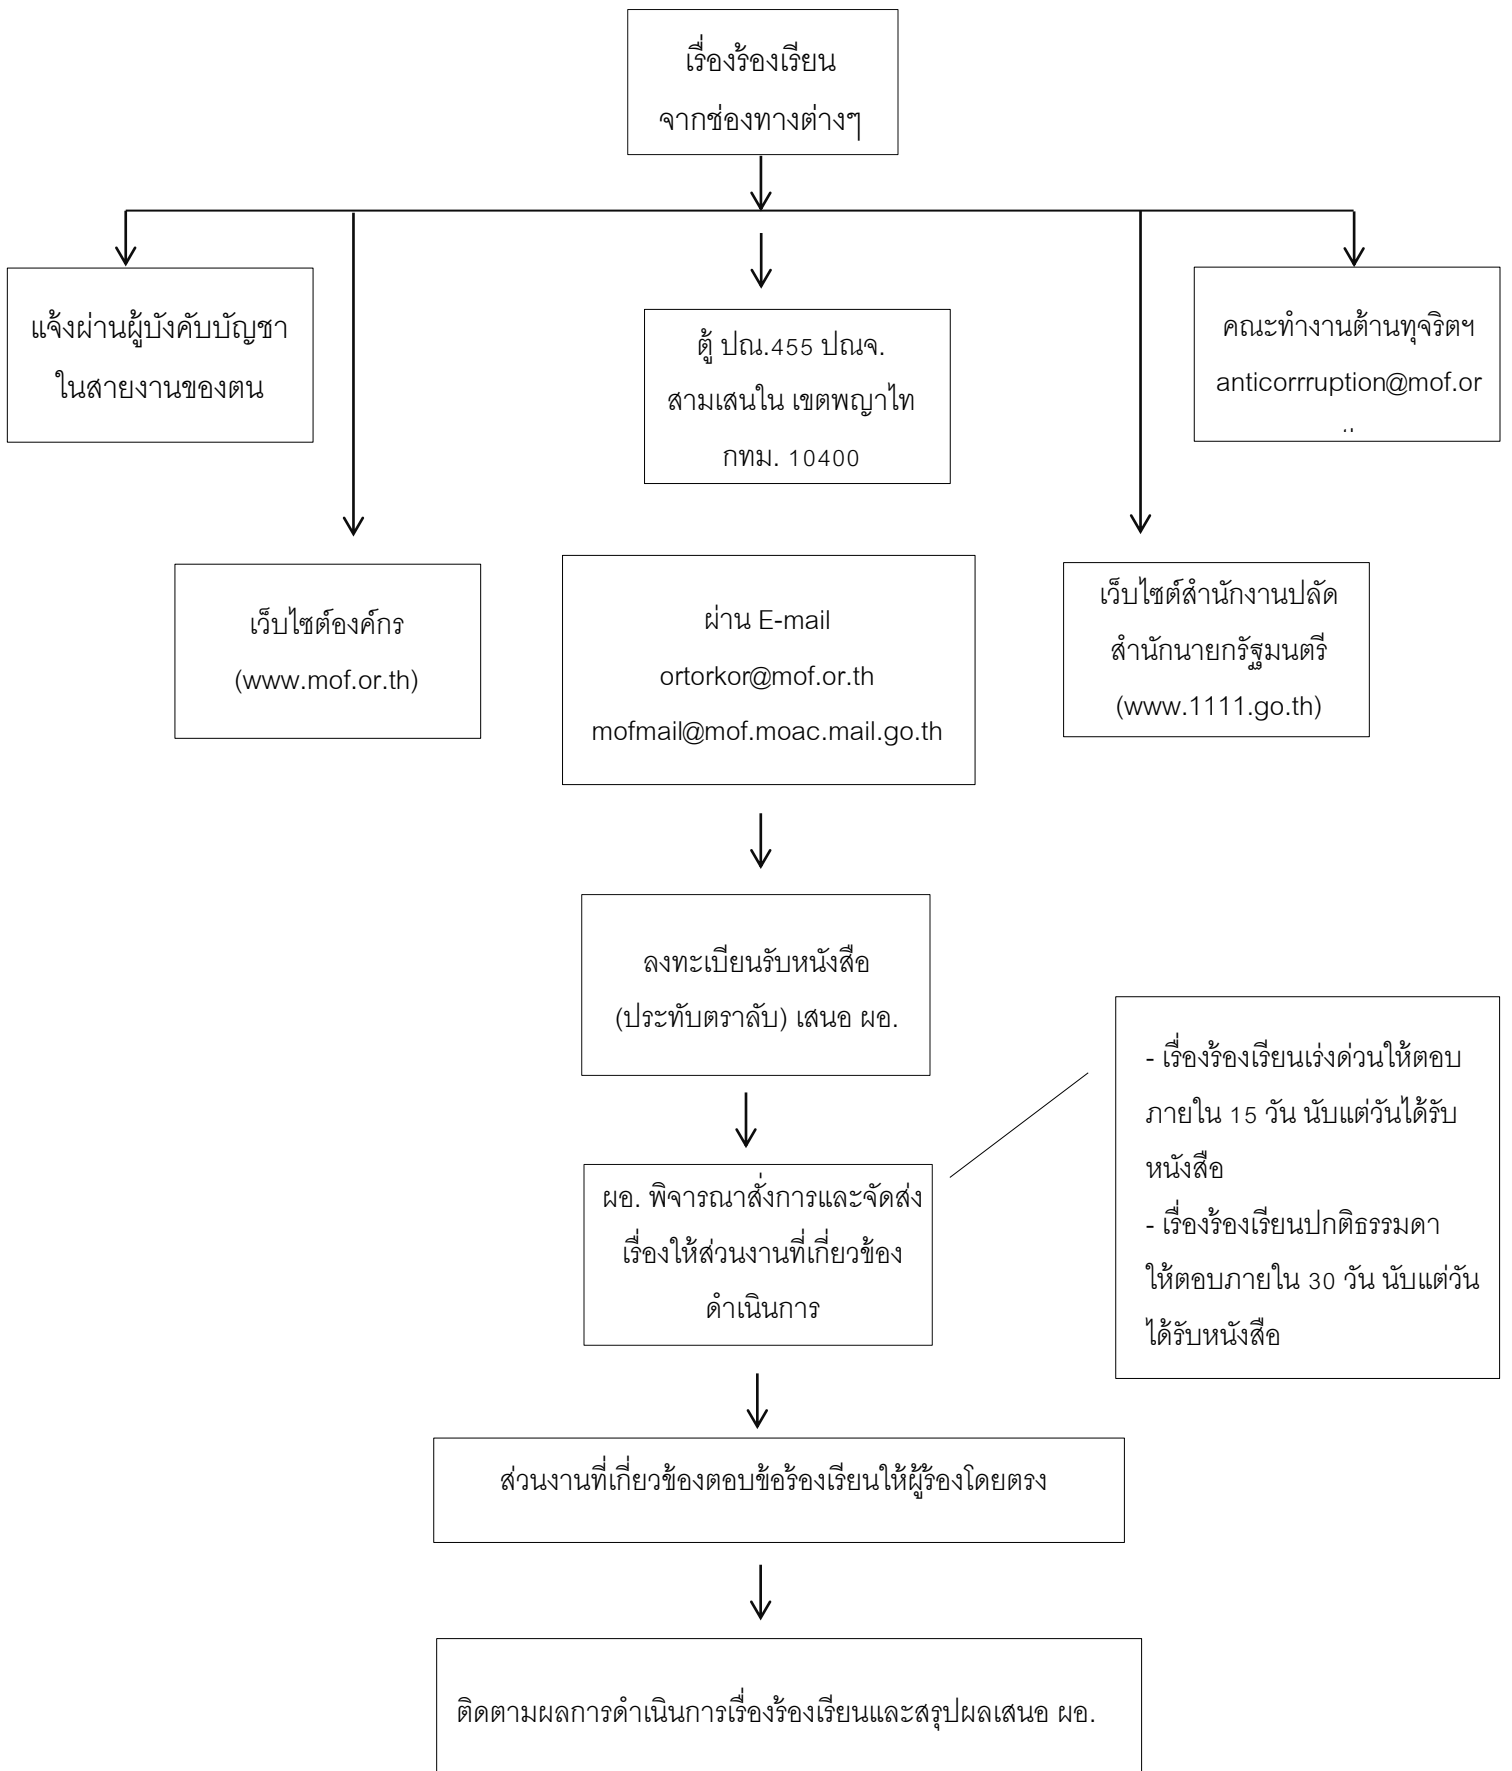 เรื่องร้องเรียน
จากช่องทางต่างๆ
แจ้งผ่านผู้บังคับบัญชา
ในสายงานของตน
ตู้ ปณ.455 ปณจ.
สามเสนใน เขตพญาไท
กทม. 10400
คณะทำงานต้านทุจริตฯ
anticorrruption@mof.or
เว็บไซต์องค์กร
(www.mof.or.th)
ผ่าน E-mail
ortorkor@mof.or.th
mofmail@mof.moac.mail.go.th
เว็บไซต์สำนักงานปลัด
สำนักนายกรัฐมนตรี
(www.1111.go.th)
ลงทะเบียนรับหนังสือ
(ประทับตราลับ) เสนอ ผอ.
- เรื่องร้องเรียนเร่งด่วนให้ตอบ
ภายใน 15 วัน นับแต่วันได้รับ
หนังสือ
- เรื่องร้องเรียนปกติธรรมดา
ให้ตอบภายใน 30 วัน นับแต่วัน
ได้รับหนังสือ
ผอ. พิจารณาสั่งการและจัดส่ง
เรื่องให้ส่วนงานที่เกี่ยวข้อง
ดำเนินการ
ส่วนงานที่เกี่ยวข้องตอบข้อร้องเรียนให้ผู้ร้องโดยตรง
ติดตามผลการดำเนินการเรื่องร้องเรียนและสรุปผลเสนอ ผอ.